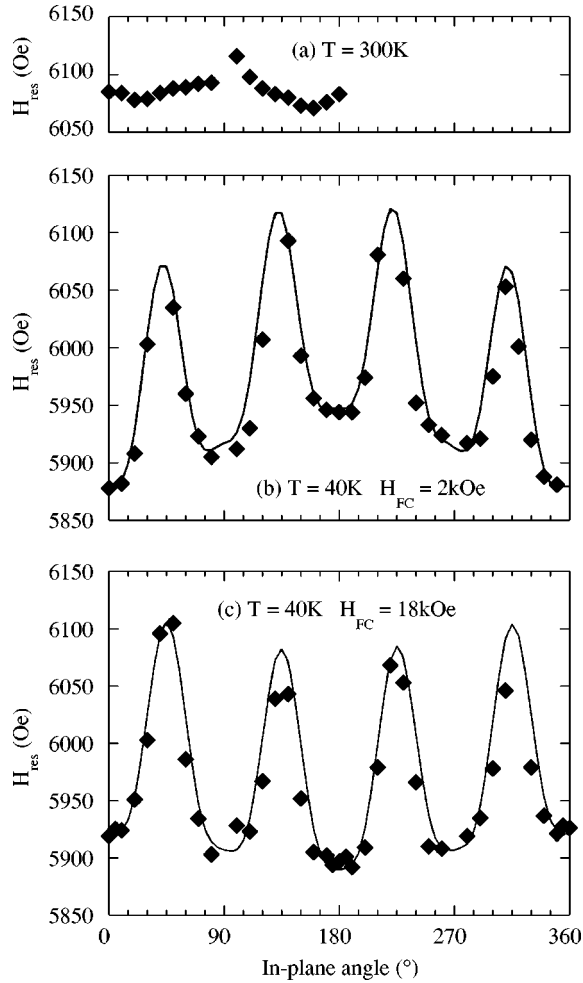 6150
6100
6050
H_res (Oe)
(a) T = 300K
6150
6100
6050
6000
5950
5900
5850
H_res (Oe)
(b) T = 40K H_FC = 2kOe
6150
6100
6050
6000
5950
5900
5850
H_res (Oe)
(c) T = 40K H_FC = 18kOe
0 90 180 270 360
In-plane angle (°)